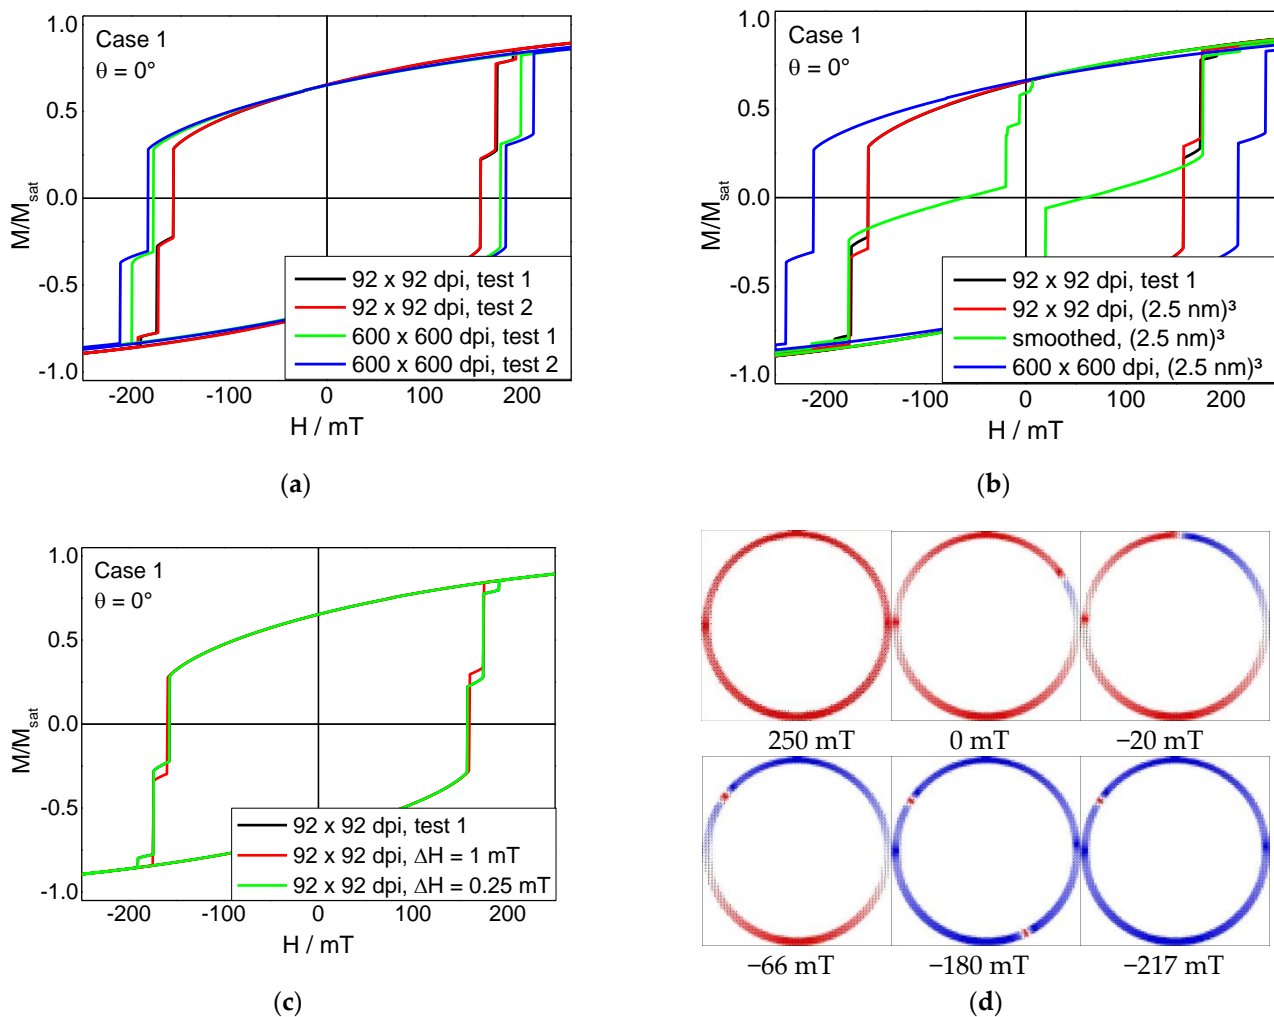 1.0
Case 1
θ = 0°
0.5
0.0
-0.5
-1.0
M/Msat
92 x 92 dpi, test 1
92 x 92 dpi, test 2
600 x 600 dpi, test 1
600 x 600 dpi, test 2
-200 -100 0 100 200
H / mT
(a)
1.0
Case 1
θ = 0°
0.5
0.0
-0.5
-1.0
M/Msat
92 x 92 dpi, test 1
92 x 92 dpi, (2.5 nm)³
smoothed, (2.5 nm)³
600 x 600 dpi, (2.5 nm)³
-200 -100 0 100 200
H / mT
(b)
1.0
Case 1
θ = 0°
0.5
0.0
-0.5
-1.0
M/Msat
92 x 92 dpi, test 1
92 x 92 dpi, ΔH = 1 mT
92 x 92 dpi, ΔH = 0.25 mT
-200 -100 0 100 200
H / mT
(c)
250 mT 0 mT −20 mT
−66 mT −180 mT −217 mT
(d)